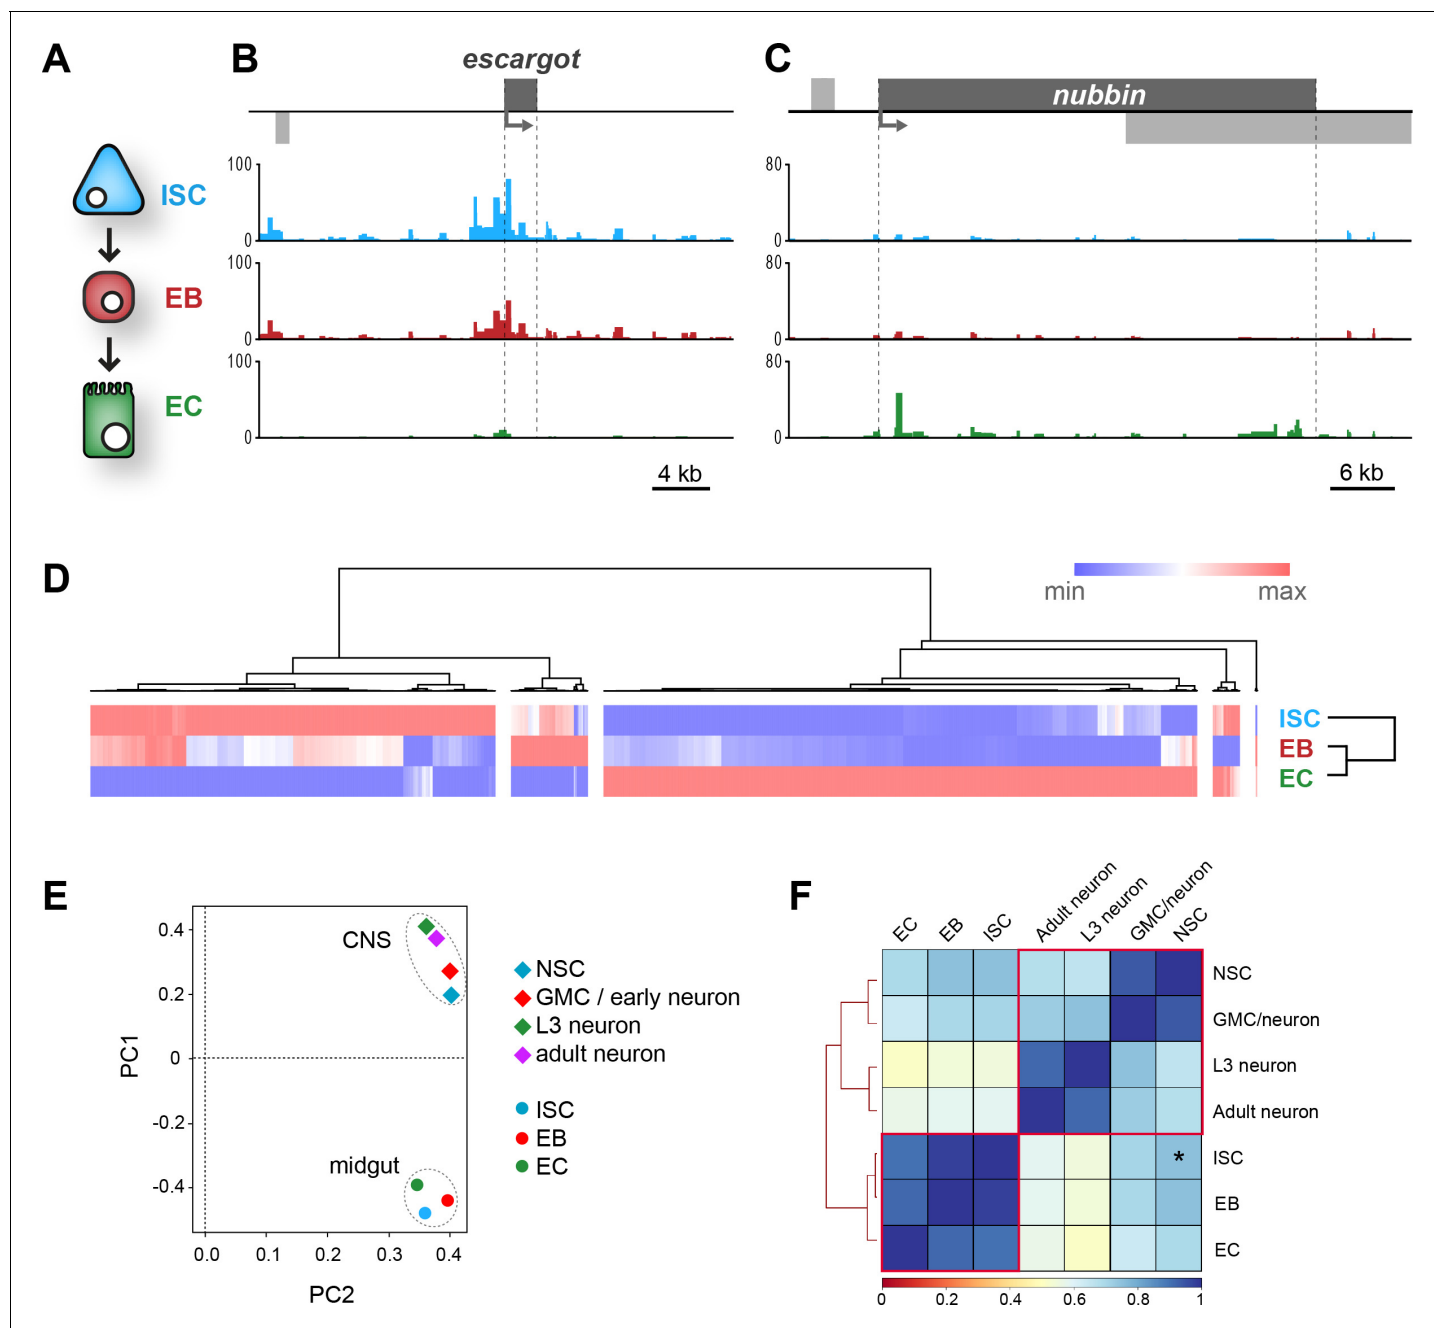 A
ISC
EB
EC
B
escargot
100
0
100
0
100
0
4 kb
C
nubbin
80
0
80
0
80
0
6 kb
D
min
max
ISC
EB
EC
E
0.4
0.2
0
-0.2
-0.4
PC1
CNS
midgut
0.0
0.1
0.2
0.3
0.4
PC2
NSC
GMC / early neuron
L3 neuron
adult neuron
ISC
EB
EC
F
EC
EB
ISC
Adult neuron
L3 neuron
GMC/neuron
NSC
NSC
GMC/neuron
L3 neuron
Adult neuron
*
ISC
EB
EC
0
0.2
0.4
0.6
0.8
1